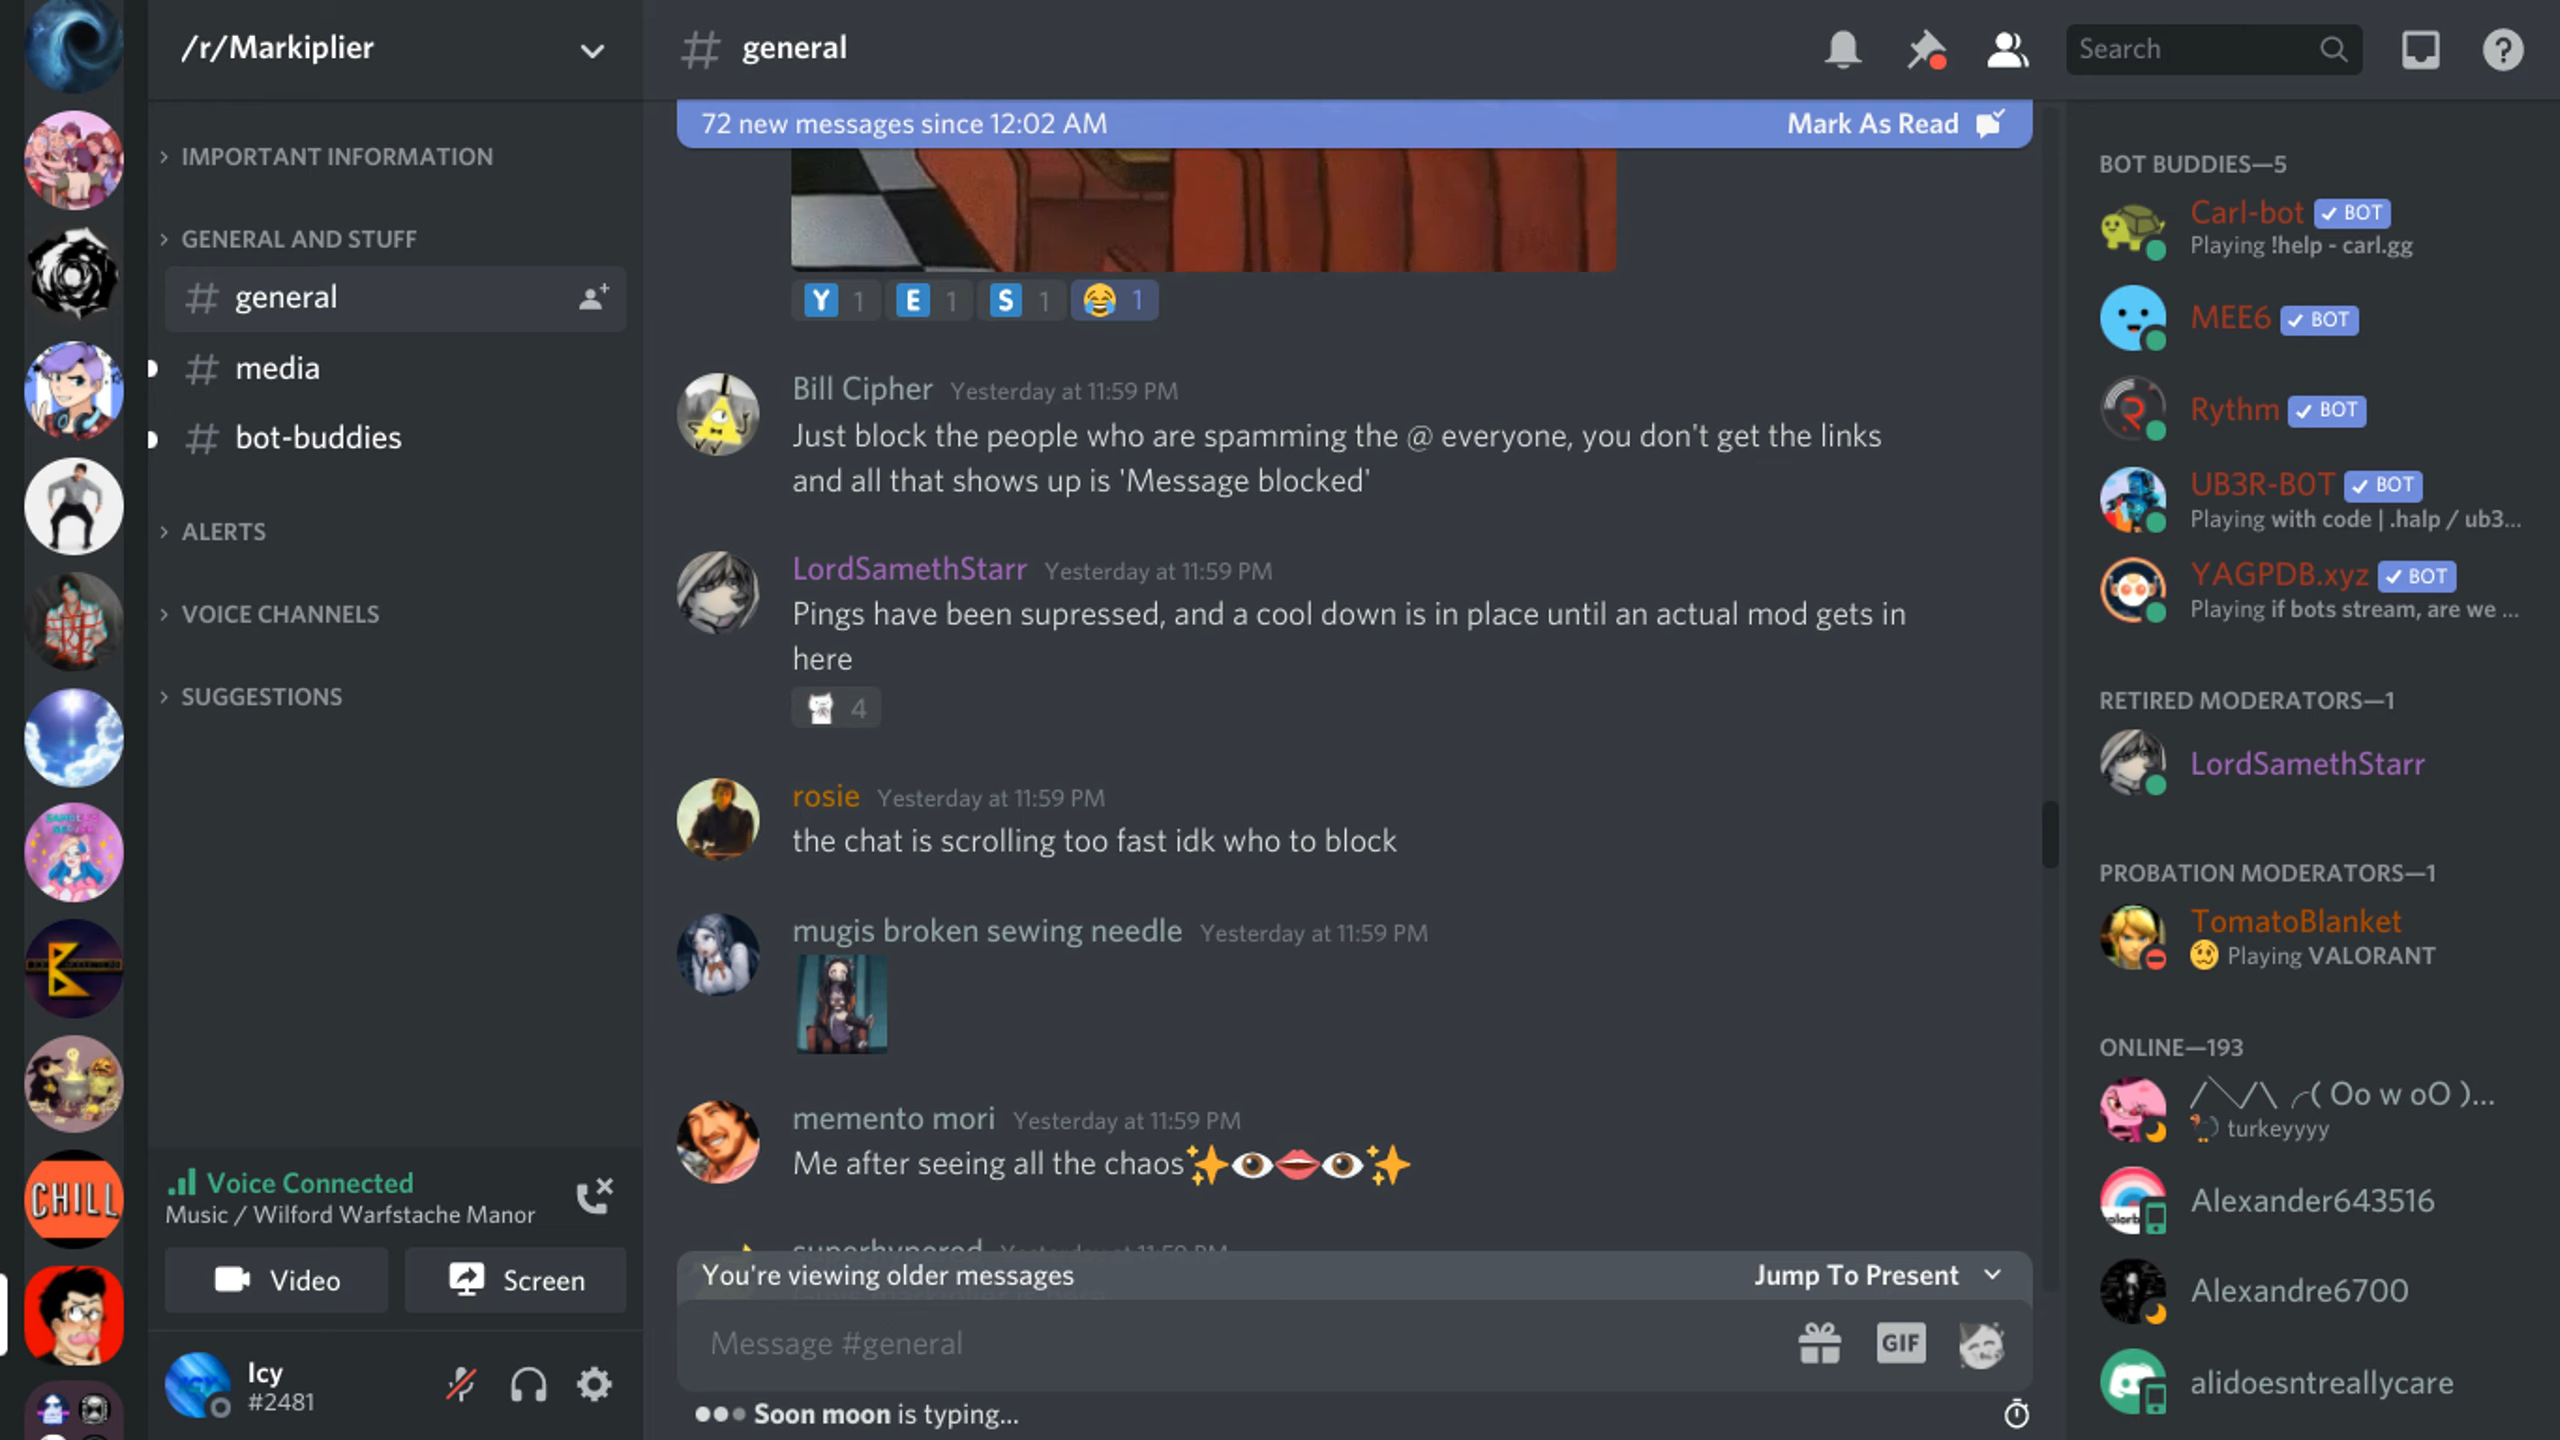 /r/Markiplier
IMPORTANT INFORMATION
GENERAL AND STUFF
general
media
bot-buddies
ALERTS
VOICE CHANNELS
SUGGESTIONS
CHILL
Voice Connected
Music / Wilford Warfstache Manor
Video
Screen
Icy
#2481
# general
Search
72 new messages since 12:02 AM
Mark As Read
Y 1 E 1 S 1 😂 1
Bill Cipher Yesterday at 11:59 PM
Just block the people who are spamming the @ everyone, you don't get the links
and all that shows up is 'Message blocked'
LordSamethStarr Yesterday at 11:59 PM
Pings have been supressed, and a cool down is in place until an actual mod gets in
here
4
rosie Yesterday at 11:59 PM
the chat is scrolling too fast idk who to block
mugis broken sewing needle Yesterday at 11:59 PM
memento mori Yesterday at 11:59 PM
Me after seeing all the chaos✨👁👄👁✨
superhypered Yesterday at 11:59 PM
You're viewing older messages
Jump To Present
Message #general
GIF
Soon moon is typing...
BOT BUDDIES—5
Carl-bot ✓ BOT
Playing !help - carl.gg
MEE6 ✓ BOT
Rythm ✓ BOT
UB3R-B0T ✓ BOT
Playing with code | .halp / ub3...
YAGPDB.xyz ✓ BOT
Playing if bots stream, are we ...
RETIRED MODERATORS—1
LordSamethStarr
PROBATION MODERATORS—1
TomatoBlanket
🥴 Playing VALORANT
ONLINE—193
/╲/\ ╭( Oo w oO )...
🦃 turkeyyyy
Alexander643516
Alexandre6700
alidoesntreallycare